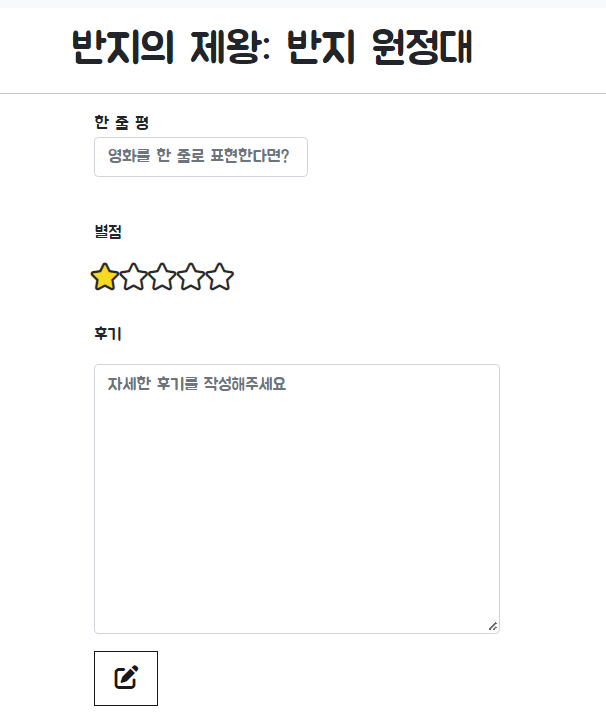 반지의 제왕: 반지 원정대
한 줄 평
영화를 한 줄로 표현한다면?
별점
후기
자세한 후기를 작성해주세요